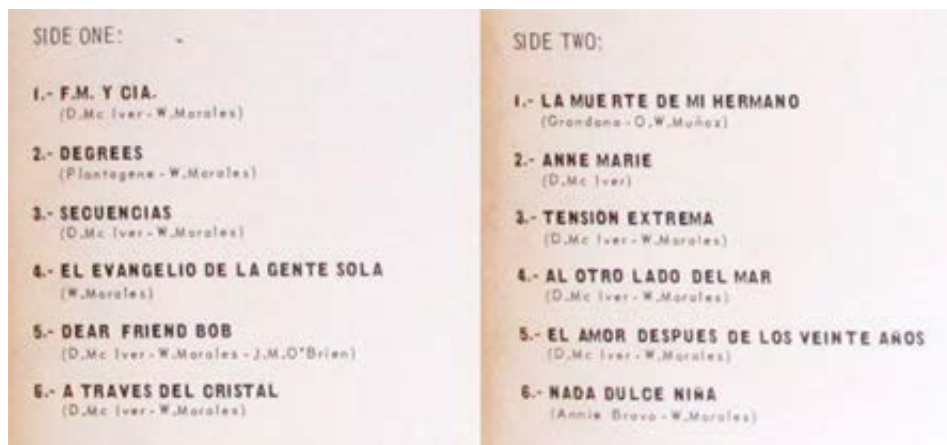 SIDE ONE:
1.- F.M. Y CIA.
(D.Mc Iver - W.Morales)
2.- DEGREES
(Plantagene - W.Morales)
3.- SECUENCIAS
(D.Mc Iver - W.Morales)
4.- EL EVANGELIO DE LA GENTE SOLA
(W.Morales)
5.- DEAR FRIEND BOB
(D.Mc Iver - W.Morales - J.M.O'Brien)
6.- A TRAVES DEL CRISTAL
(D.Mc Iver - W.Morales)
SIDE TWO:
1.- LA MUERTE DE MI HERMANO
(Grondona - O.W.Muñoz)
2.- ANNE MARIE
(D.Mc Iver)
3.- TENSION EXTREMA
(D.Mc Iver - W.Morales)
4.- AL OTRO LADO DEL MAR
(D.Mc Iver - W.Morales)
5.- EL AMOR DESPUES DE LOS VEINTE AÑOS
(D.Mc Iver - W.Morales)
6.- NADA DULCE NIÑA
(Annie Bravo - W.Morales)